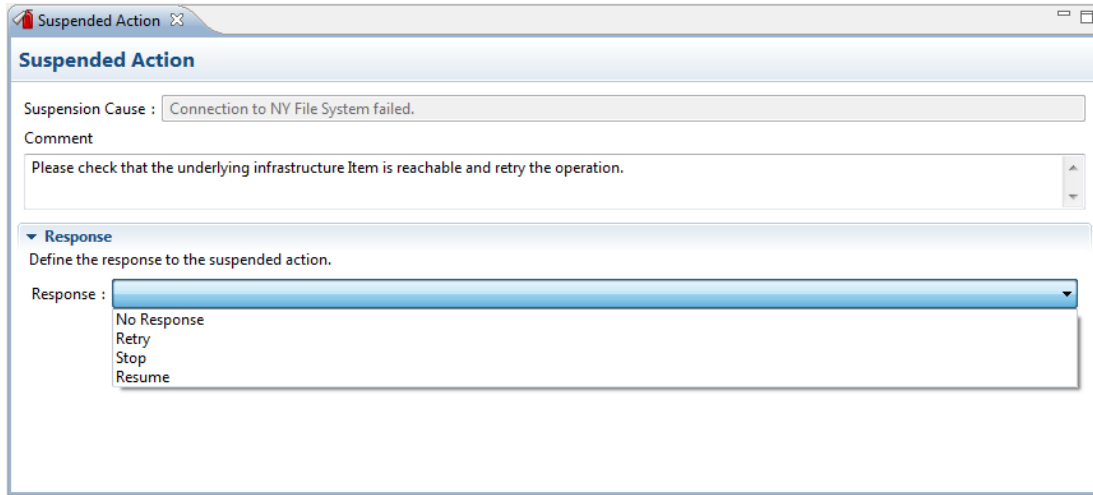 Suspended Action
Suspended Action
Suspension Cause : Connection to NY File System failed.
Comment
Please check that the underlying infrastructure Item is reachable and retry the operation.
Response
Define the response to the suspended action.
Response :
No Response
Retry
Stop
Resume